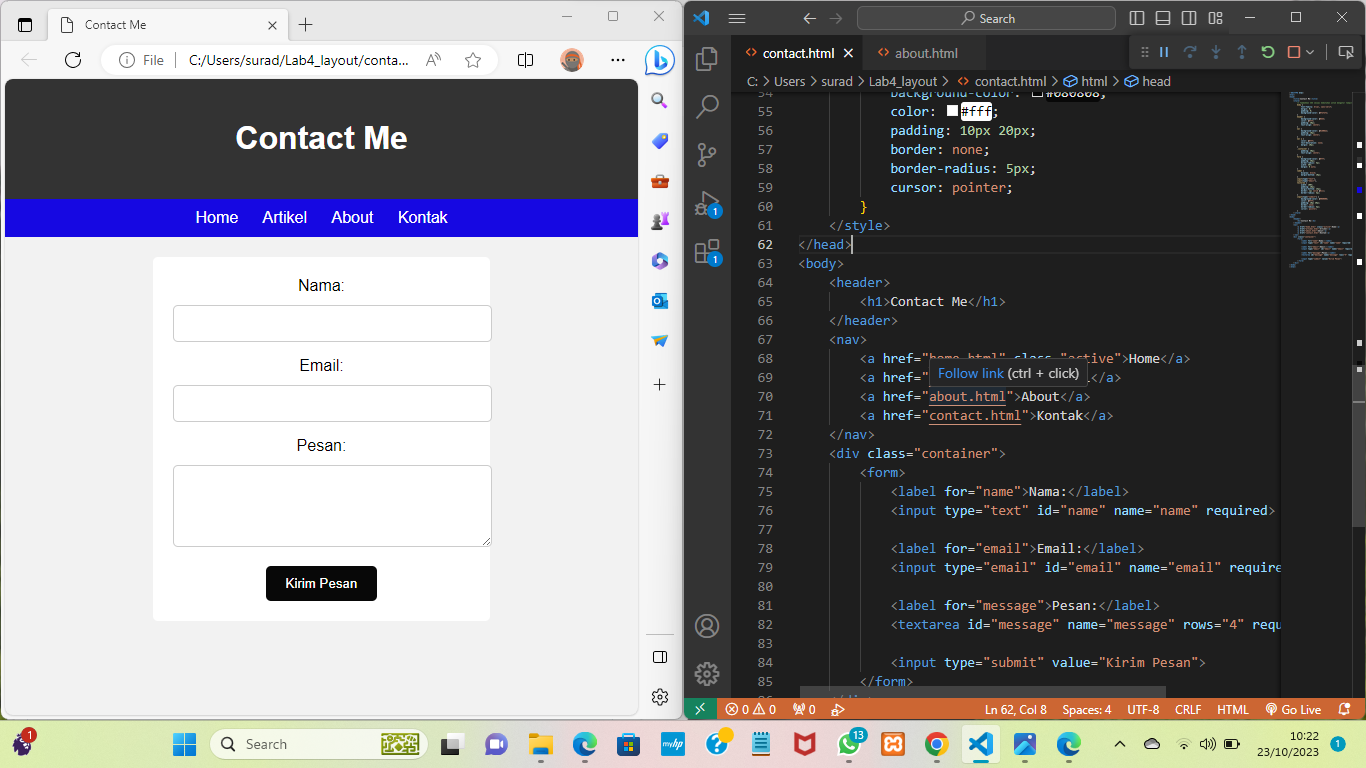 Contact Me
File C:/Users/surad/Lab4_layout/conta...
Contact Me
Home Artikel About Kontak
Nama:
Email:
Pesan:
Kirim Pesan
Search
contact.html
about.html
C: > Users > surad > Lab4_layout > contact.html > html > head
54 background-color: #080808;
55 color: #fff;
56 padding: 10px 20px;
57 border: none;
58 border-radius: 5px;
59 cursor: pointer;
60 }
61 </style>
62 </head>
63 <body>
64 <header>
65 <h1>Contact Me</h1>
66 </header>
67 <nav>
68 <a href="home.html" class="active">Home</a>
Follow link (ctrl + click)
69 <a href=" </a>
70 <a href="about.html">About</a>
71 <a href="contact.html">Kontak</a>
72 </nav>
73 <div class="container">
74 <form>
75 <label for="name">Nama:</label>
76 <input type="text" id="name" name="name" required>
77
78 <label for="email">Email:</label>
79 <input type="email" id="email" name="email" require
80
81 <label for="message">Pesan:</label>
82 <textarea id="message" name="message" rows="4" requ
83
84 <input type="submit" value="Kirim Pesan">
85 </form>
1
1
0 0 0 Ln 62, Col 8 Spaces: 4 UTF-8 CRLF HTML Go Live
1
Search
myhp
13
10:22
23/10/2023
1